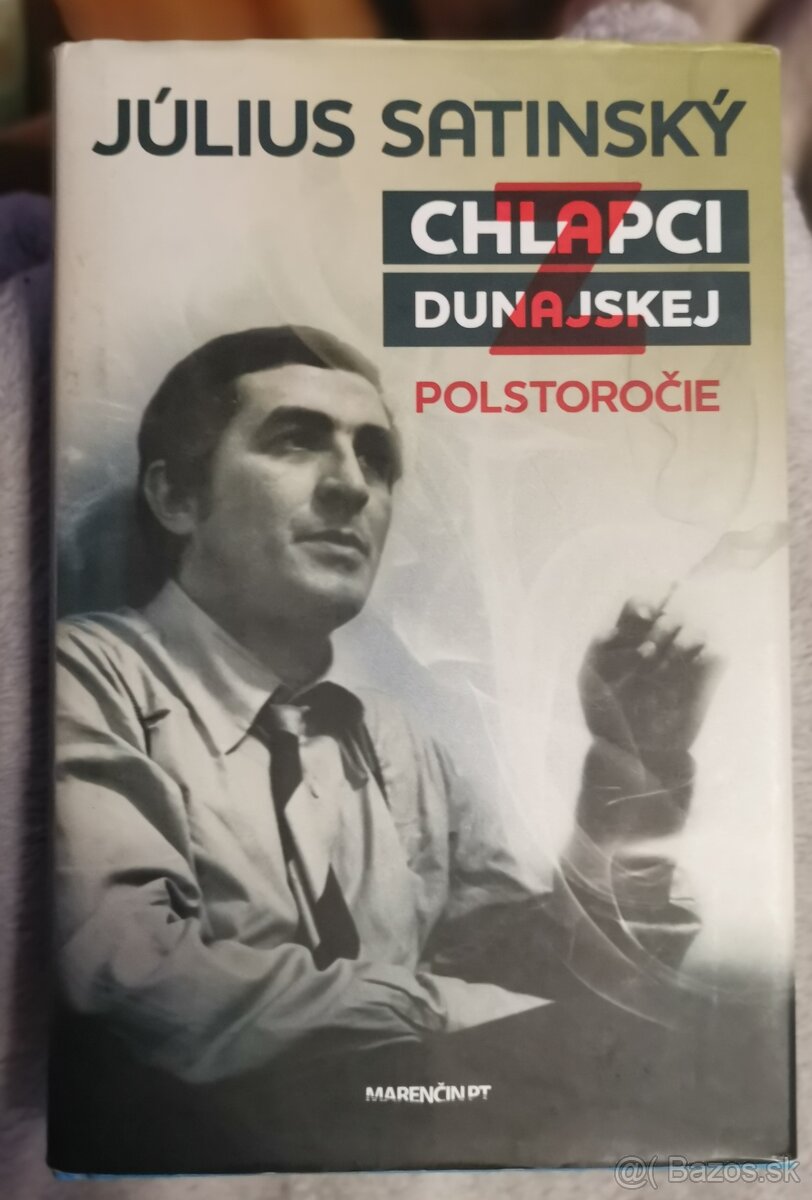 JÚLIUS SATINSKÝ
CHLAPCI
Z
DUNAJSKEJ
POLSTOROČIE
MARENČIN PT
@( Bazos.sk